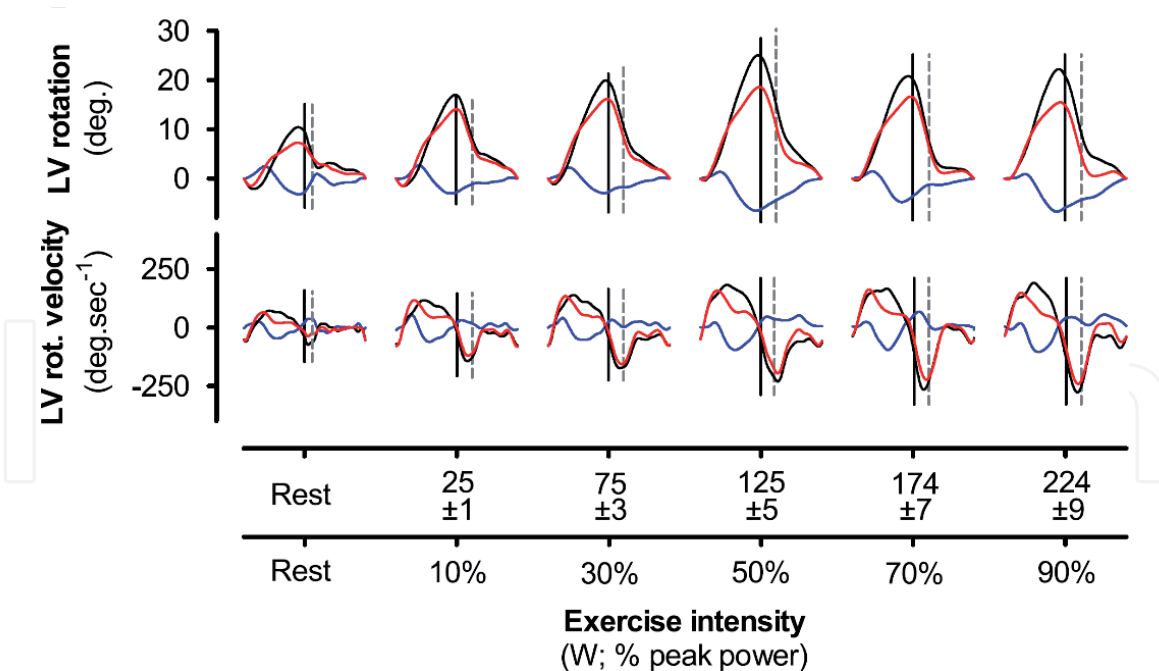 LV rotation
(deg.)
30
20
10
0
LV rot. velocity
(deg.sec-1)
250
0
-250
Rest
25
±1
75
±3
125
±5
174
±7
224
±9
Rest
10%
30%
50%
70%
90%
Exercise intensity
(W; % peak power)